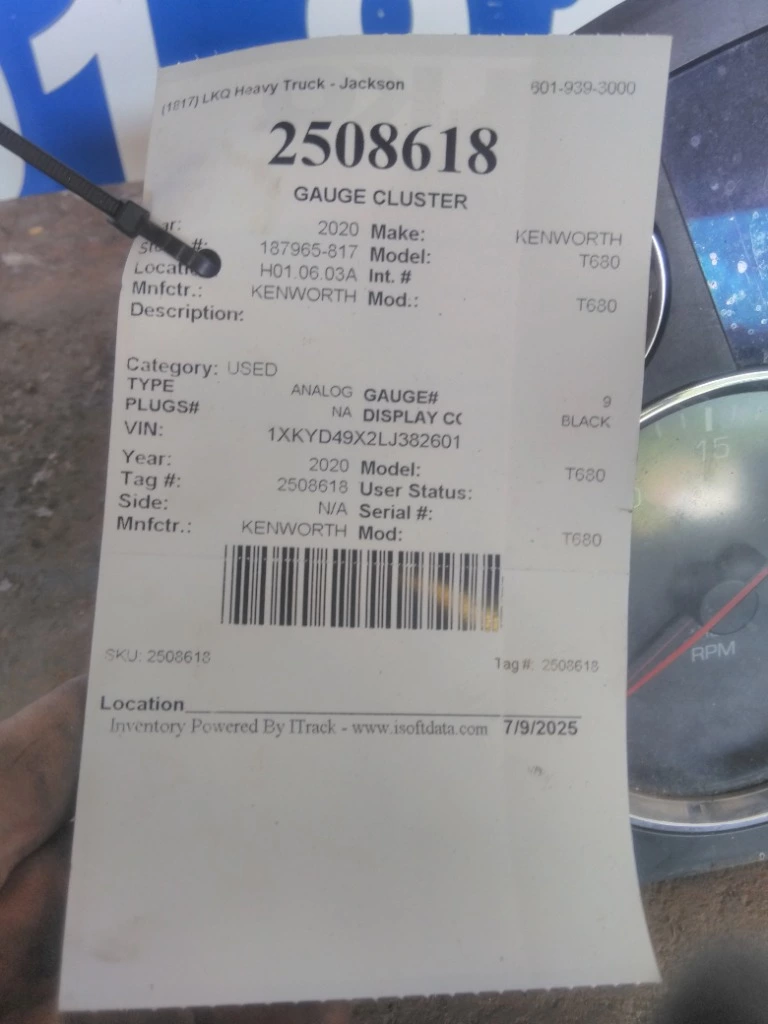 (1817) LKQ Heavy Truck - Jackson 601-939-3000
2508618
GAUGE CLUSTER
2020 Make: KENWORTH
#: 187965-817 Model: T680
H01.06.03A Int. #
Mnfctr.: KENWORTH Mod.: T680
Description:
Category: USED
TYPE ANALOG GAUGE# 9
PLUGS# NA DISPLAY CO BLACK
VIN: 1XKYD49X2LJ382601
Year: 2020 Model: T680
Tag #: 2508618 User Status:
Side: N/A Serial #:
Mnfctr.: KENWORTH Mod: T680
SKU: 2508618 Tag#: 2508618
Location
Inventory Powered By ITrack - www.isoftdata.com 7/9/2025
15
RPM